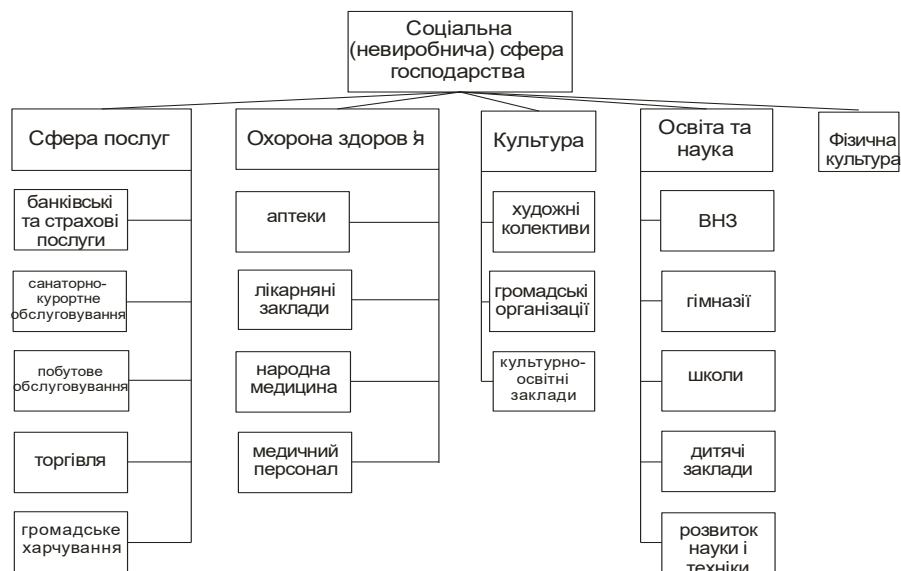 Соціальна
(невиробнича) сфера
господарства
Сфера послуг
Охорона здоров'я
Культура
Освіта та
наука
Фізична
культура
банківські
та страхові
послуги
санаторно-
курортне
обслуговування
побутове
обслуговування
торгівля
громадське
харчування
аптеки
лікарняні
заклади
народна
медицина
медичний
персонал
художні
колективи
громадські
організації
культурно-
освітні
заклади
ВНЗ
гімназії
школи
дитячі
заклади
розвиток
науки і
техніки